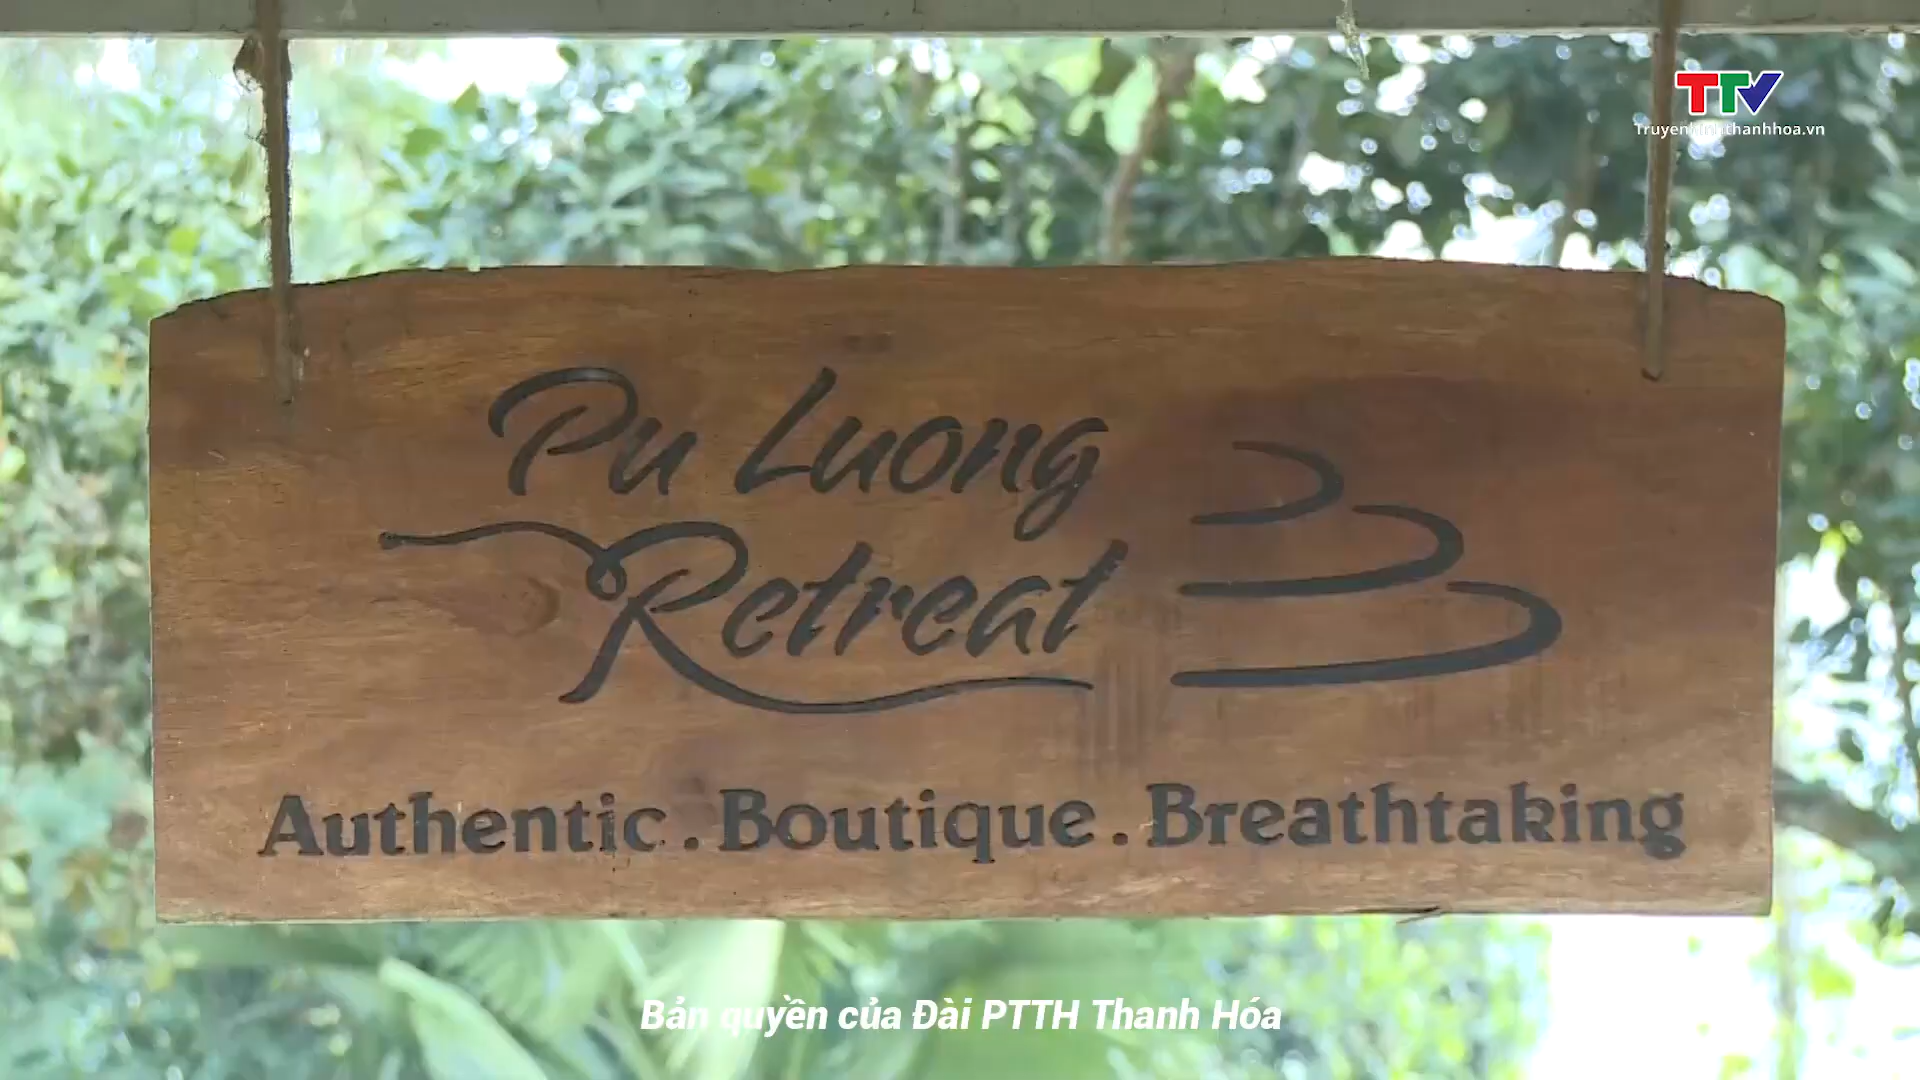 TTV
Truyenhinhthanhhoa.vn
Pu Luong
Retreat
Authentic . Boutique . Breathtaking
Bản quyền của Đài PTTH Thanh Hóa